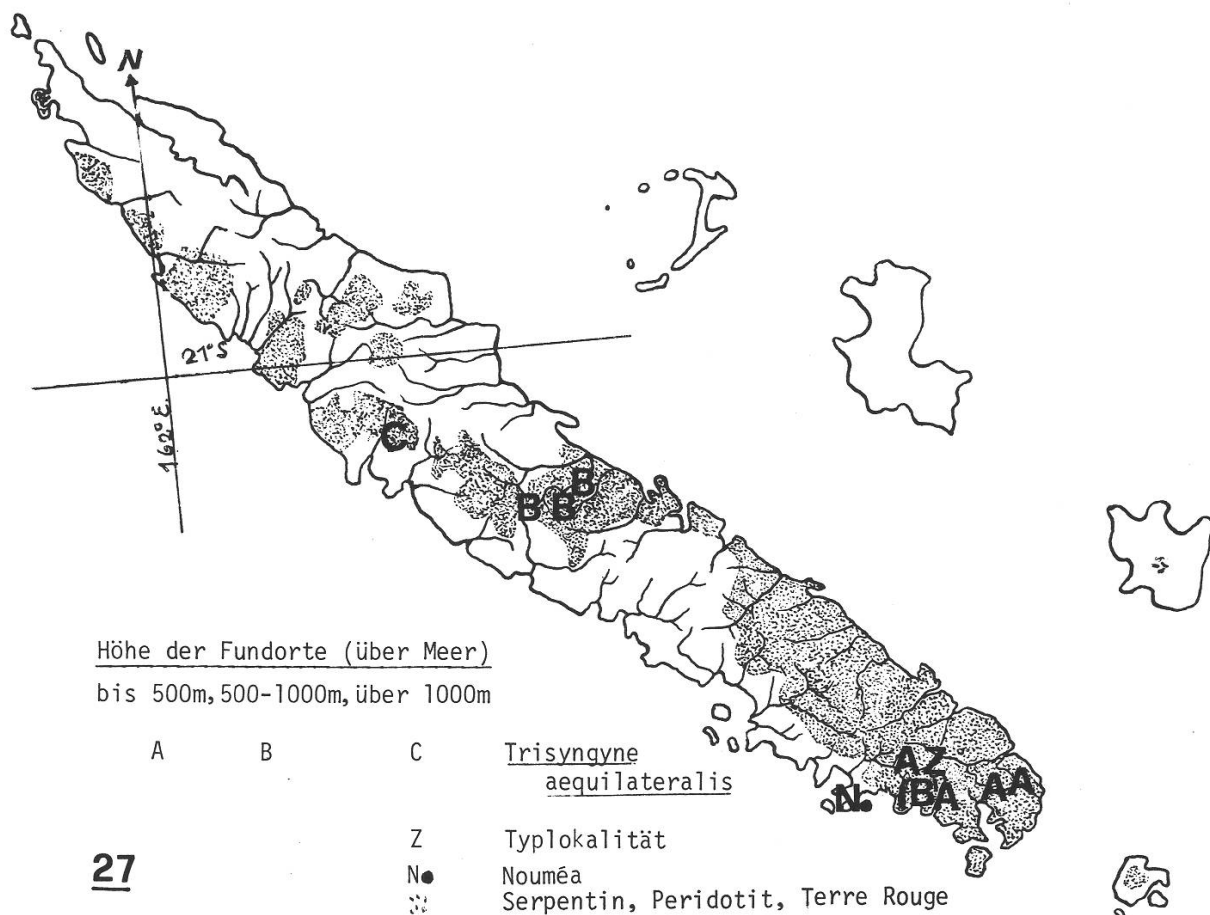 N
21°S
162°E.
C
B
B B
Höhe der Fundorte (über Meer)
bis 500m, 500-1000m, über 1000m
A B C Trisyngyne
aequilateralis
A Z
A A
N. BA
Z Typlokalität
27
N● Nouméa
Serpentin, Peridotit, Terre Rouge